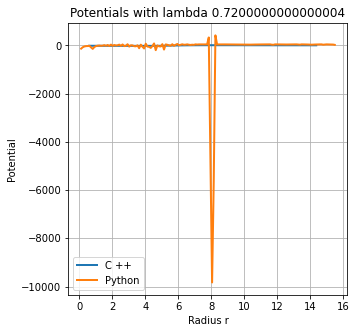 Potentials with lambda 0.7200000000000004
0
−2000
−4000
−6000
−8000
−10000
Potential
C ++
Python
0 2 4 6 8 10 12 14 16
Radius r